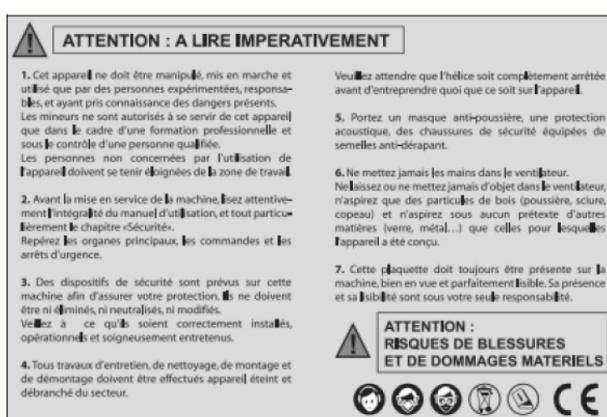 ATTENTION : A LIRE IMPERATIVEMENT
1. Cet appareil ne doit être manipulé, mis en marche et
utilisé que par des personnes expérimentées, responsa-
bles, et ayant pris connaissance des dangers présents.
Les mineurs ne sont autorisés à se servir de cet appareil
que dans le cadre d'une formation professionnelle et
sous le contrôle d'une personne qualifiée.
Les personnes non concernées par l'utilisation de
l'appareil doivent se tenir éloignées de la zone de travail.
2. Avant la mise en service de la machine, lisez attentive-
ment l'intégralité du manuel d'utilisation, et tout particu-
lièrement le chapitre «Sécurité».
Repérez les organes principaux, les commandes et les
arrêts d'urgence.
3. Des dispositifs de sécurité sont prévus sur cette
machine afin d'assurer votre protection. Ils ne doivent
être ni éliminés, ni neutralisés, ni modifiés.
Veillez à ce qu'ils soient correctement installés,
opérationnels et soigneusement entretenus.
4. Tous travaux d'entretien, de nettoyage, de montage et
de démontage doivent être effectués appareil éteint et
débranché du secteur.
Veuillez attendre que l'hélice soit complètement arrétée
avant d'entreprendre quoi que ce soit sur l'appareil.
5. Portez un masque anti-poussière, une protection
acoustique, des chaussures de sécurité équipées de
semelles anti-dérapant.
6. Ne mettez jamais les mains dans le ventilateur.
Ne laissez ou ne mettez jamais d'objet dans le ventilateur,
n'aspirez que des particules de bois (poussière, sciure,
copeau) et n'aspirez sous aucun prétexte d'autres
matières (verre, métal...) que celles pour lesquelles
l'appareil a été conçu.
7. Cette plaquette doit toujours être présente sur la
machine, bien en vue et parfaitement lisible. Sa présence
et sa lisibilité sont sous votre seule responsabilité.
ATTENTION :
RISQUES DE BLESSURES
ET DE DOMMAGES MATERIELS
CE